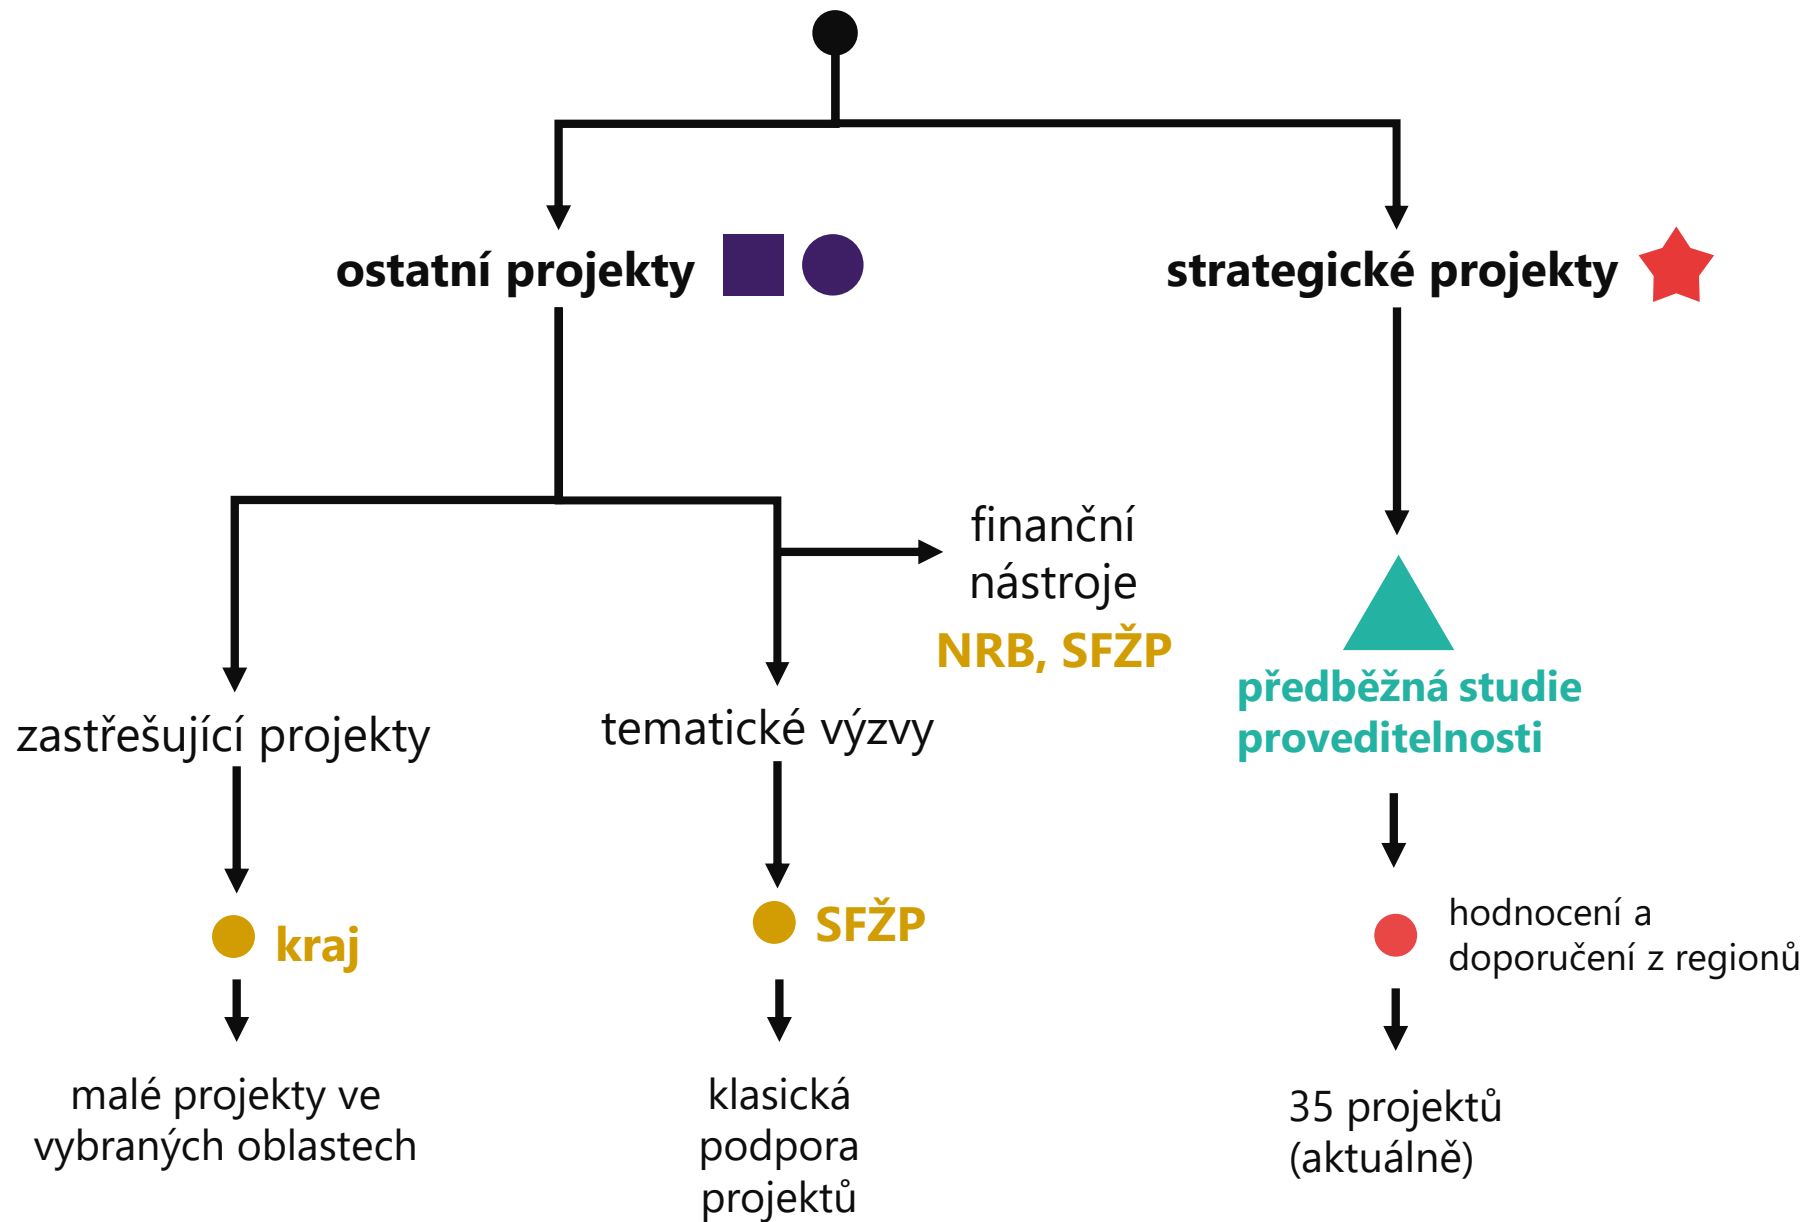 ostatní projekty
strategické projekty
finanční
nástroje
NRB, SFŽP
předběžná studie
proveditelnosti
zastřešující projekty
tematické výzvy
kraj
SFŽP
hodnocení a
doporučení z regionů
malé projekty ve
vybraných oblastech
klasická
podpora
projektů
35 projektů
(aktuálně)